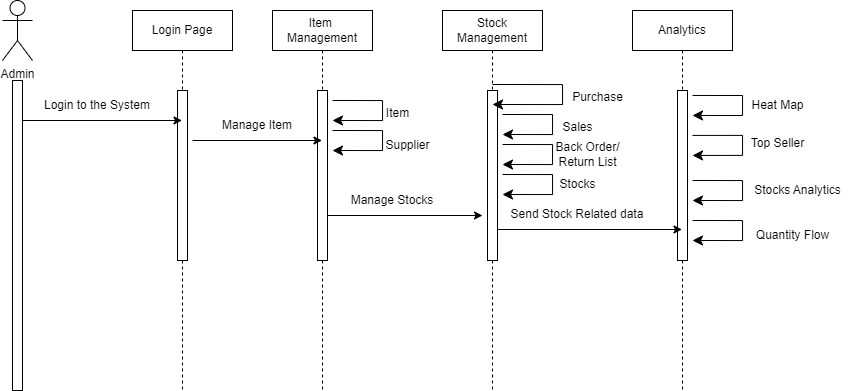 Login Page
Item
Management
Stock
Management
Analytics
Admin
Login to the System
Manage Item
Item
Supplier
Manage Stocks
Purchase
Sales
Back Order/
Return List
Stocks
Send Stock Related data
Heat Map
Top Seller
Stocks Analytics
Quantity Flow